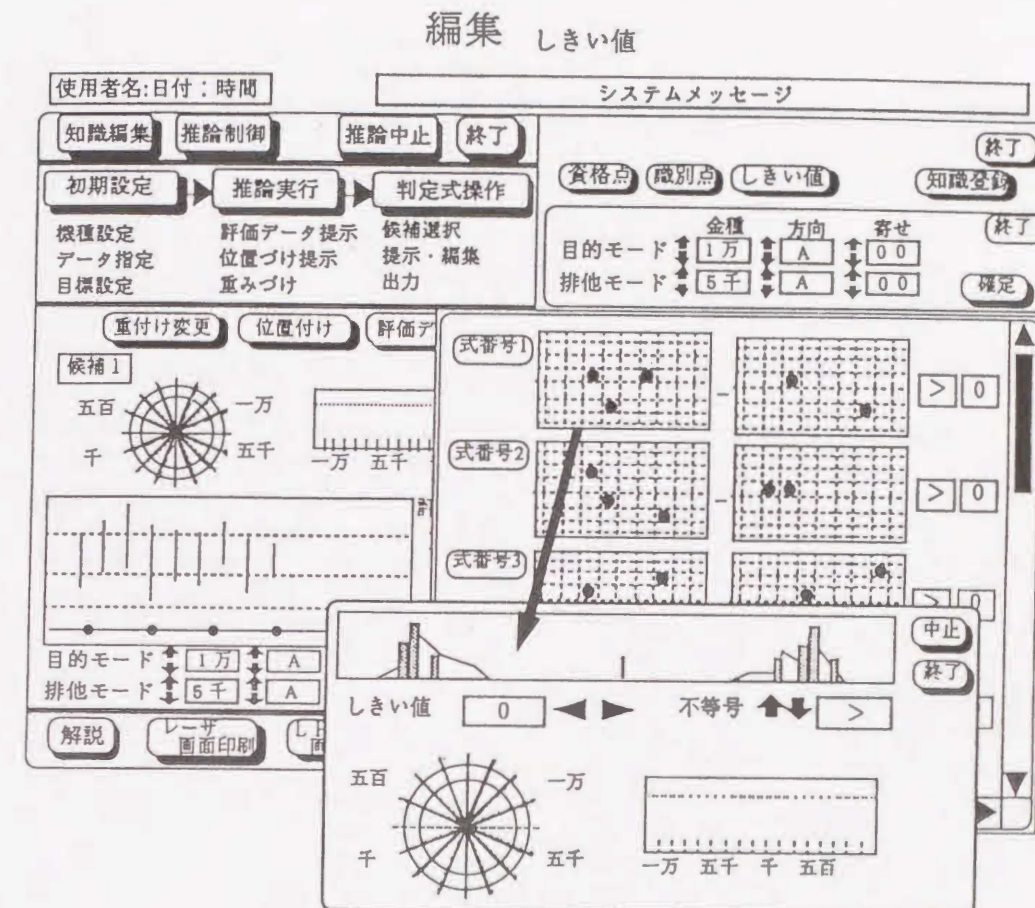 編集 しきい値
使用者名:日付:時間
システムメッセージ
知識編集 推論制御 推論中止 終了
初期設定 推論実行 判定式操作
機種設定 評価データ提示 候補選択
データ指定 位置づけ提示 提示・編集
目標設定 重みづけ 出力
終了
資格点 識別点 しきい値 知識登録
金種 方向 寄せ 終了
目的モード 1万 A 00
排他モード 5千 A 00 確定
重付け変更 位置付け 評価デ
候補1
五百 一万
千 五千
一万 五千
式番号1 - > 0
式番号2 - > 0
式番号3 > 0
目的モード 1万 A
排他モード 5千 A
解説 レーザ画面印刷
中止
終了
しきい値 0 不等号 >
五百 一万
千 五千
一万 五千 千 五百